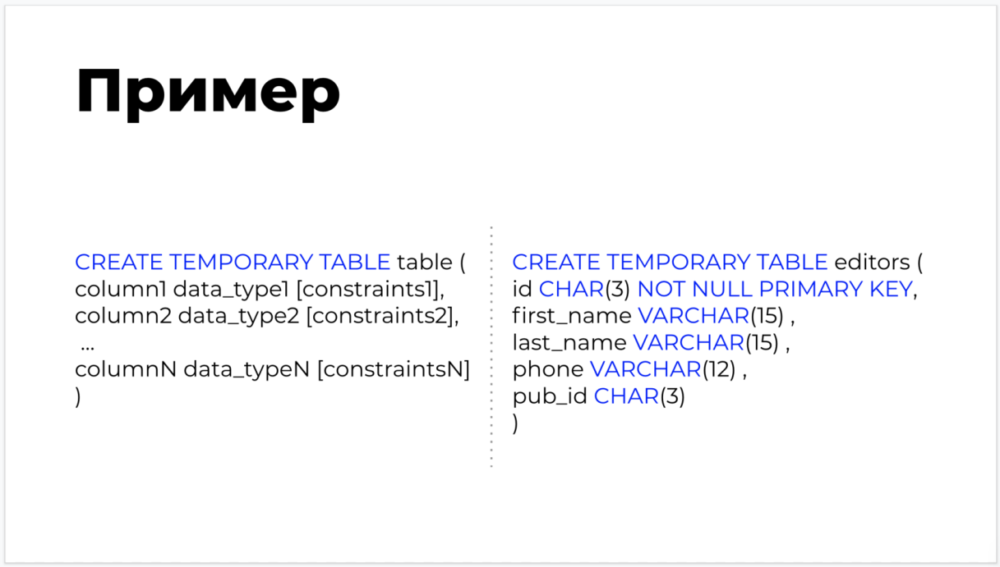 Пример
CREATE TEMPORARY TABLE table (
column1 data_type1 [constraints1],
column2 data_type2 [constraints2],
...
columnN data_typeN [constraintsN]
)
CREATE TEMPORARY TABLE editors (
id CHAR(3) NOT NULL PRIMARY KEY,
first_name VARCHAR(15) ,
last_name VARCHAR(15) ,
phone VARCHAR(12) ,
pub_id CHAR(3)
)